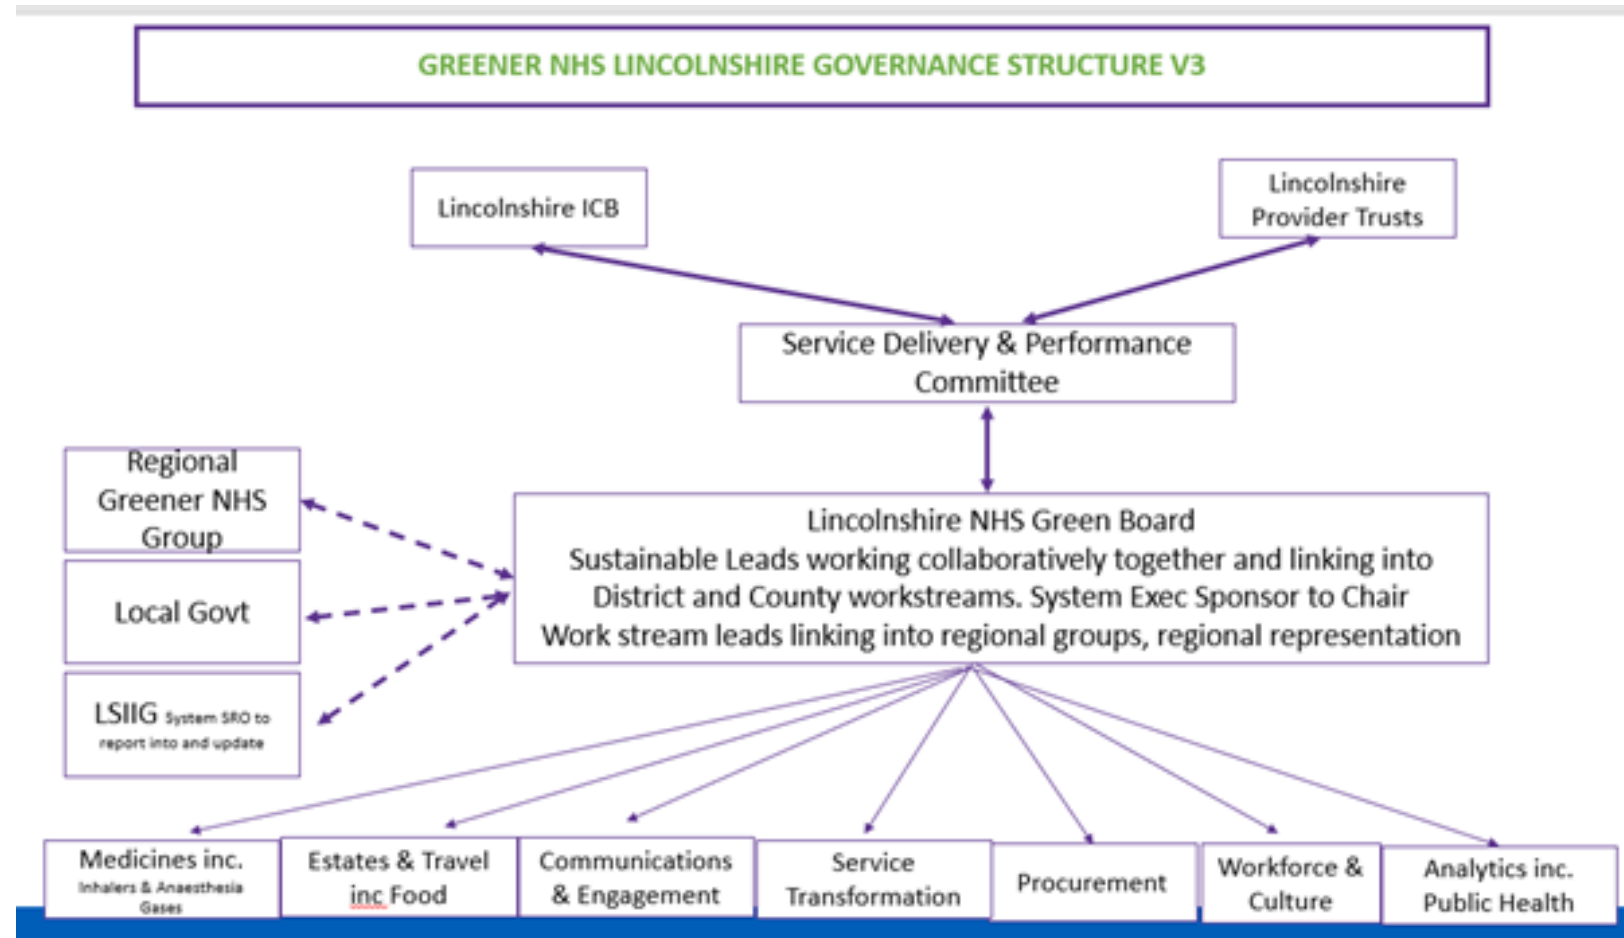 GREENER NHS LINCOLNSHIRE GOVERNANCE STRUCTURE V3
Lincolnshire ICB
Lincolnshire
Provider Trusts
Service Delivery & Performance
Committee
Regional
Greener NHS
Group
Local Govt
LSIIG System SRO to
report into and update
Lincolnshire NHS Green Board
Sustainable Leads working collaboratively together and linking into
District and County workstreams. System Exec Sponsor to Chair
Work stream leads linking into regional groups, regional representation
Medicines inc.
Inhalers & Anaesthesia
Gases
Estates & Travel
inc Food
Communications
& Engagement
Service
Transformation
Procurement
Workforce &
Culture
Analytics inc.
Public Health